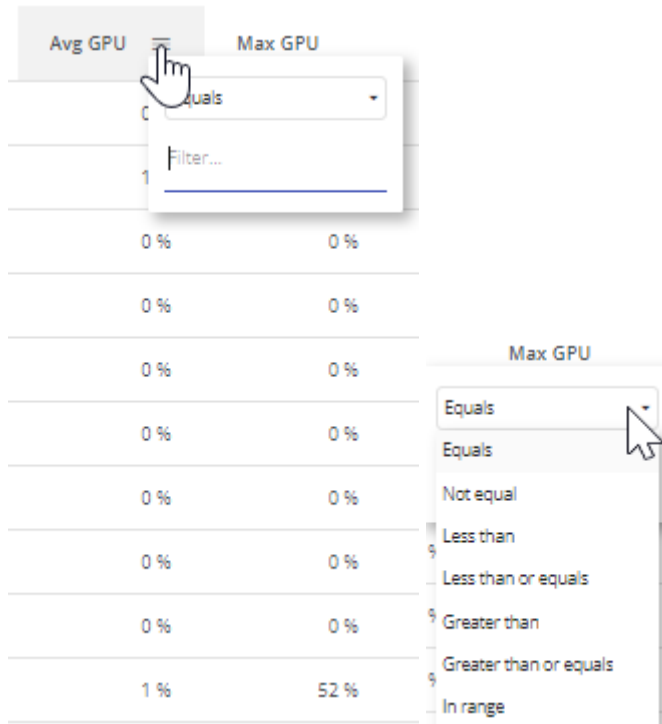 Avg GPU Max GPU
quals
Filter...
1
0 % 0 %
0 % 0 %
0 % 0 %
0 % 0 %
0 % 0 %
0 % 0 %
0 % 0 %
1 % 52 %
Max GPU
Equals
Equals
Not equal
Less than
% Less than or equals
% Greater than
% Greater than or equals
In range